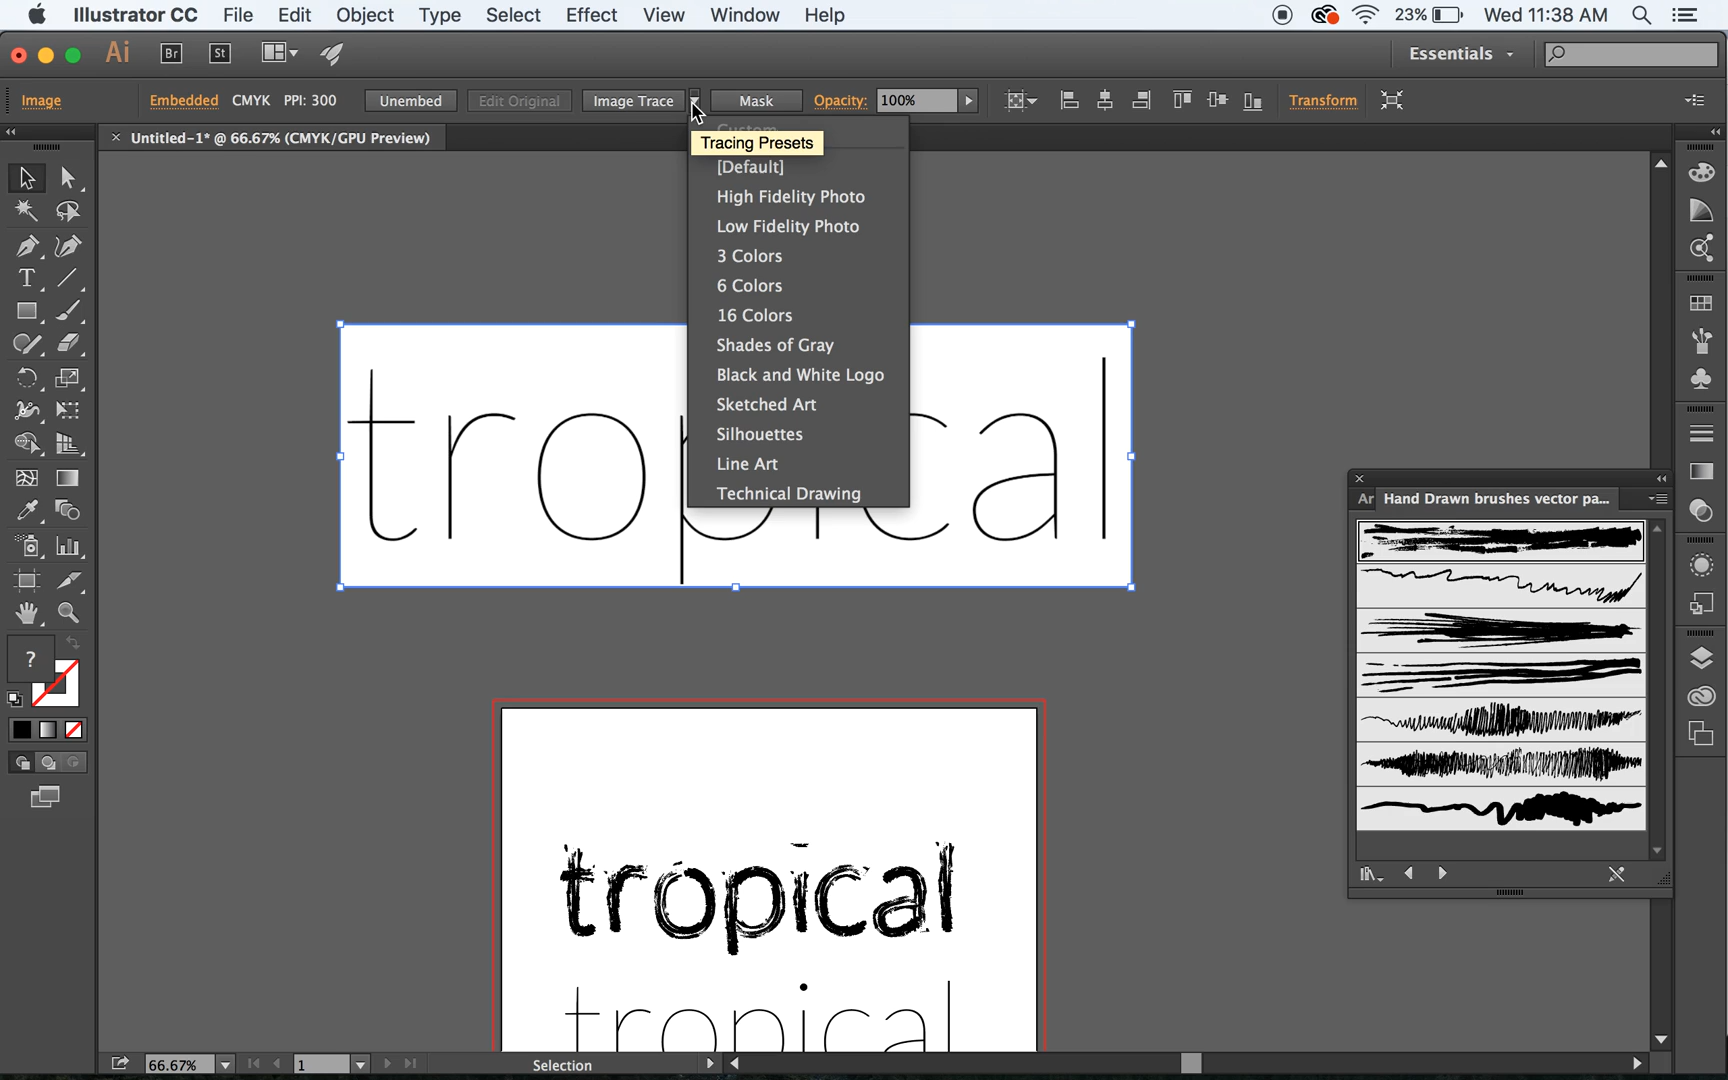 Illustrator CC File Edit Object Type Select Effect View Window Help 23% Wed 11:38 AM
Ai Br St Essentials
Image Embedded CMYK PPI: 300 Unembed Edit Original Image Trace Mask Opacity: 100% Transform
× Untitled-1* @ 66.67% (CMYK/GPU Preview)
Custom
Tracing Presets
[Default]
High Fidelity Photo
Low Fidelity Photo
3 Colors
6 Colors
16 Colors
Shades of Gray
Black and White Logo
Sketched Art
Silhouettes
Line Art
Technical Drawing
tropical
Ar Hand Drawn brushes vector pa...
T
?
tropical
tropical
66.67% 1 Selection